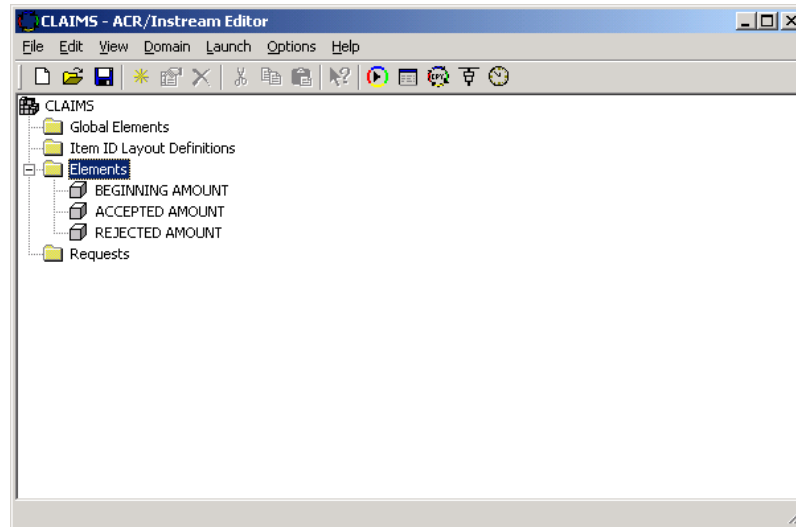 CLAIMS - ACR/Instream Editor
File Edit View Domain Launch Options Help
CLAIMS
Global Elements
Item ID Layout Definitions
Elements
BEGINNING AMOUNT
ACCEPTED AMOUNT
REJECTED AMOUNT
Requests